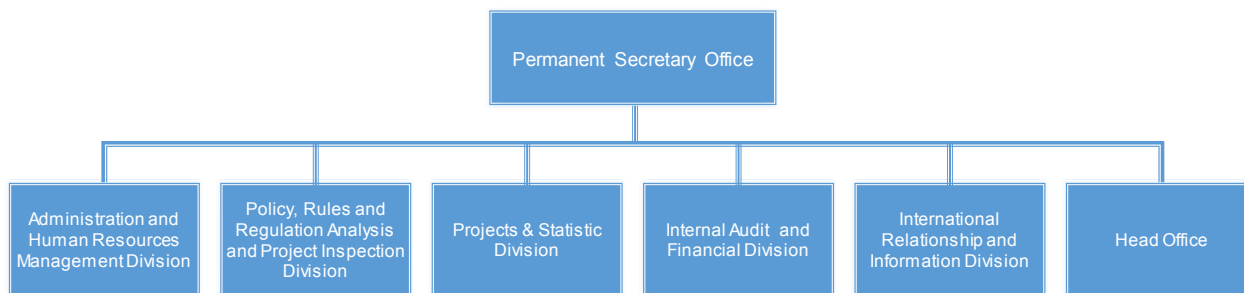 Permanent Secretary Office
Administration and
Human Resources
Management Division
Policy, Rules and
Regulation Analysis
and Project Inspection
Division
Projects & Statistic
Division
Internal Audit and
Financial Division
International
Relationship and
Information Division
Head Office